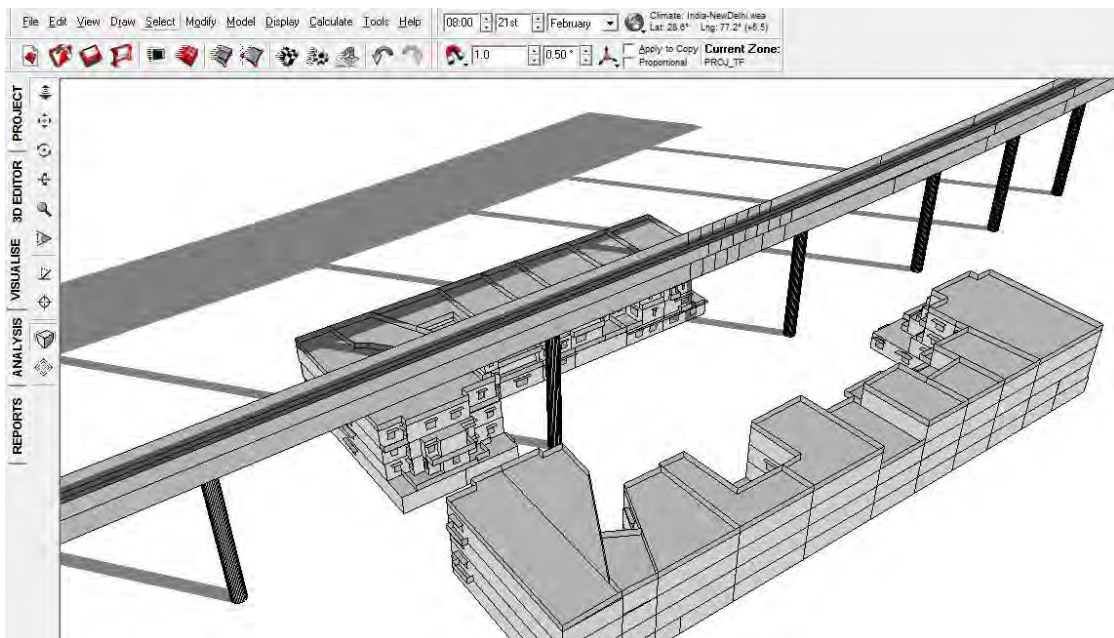 File Edit View Draw Select Modify Model Display Calculate Tools Help
08:00 21st February
Climate: India-NewDelhi.wea
Lat: 28.6° Lng: 77.2° (+5.5)
1.0 0.50 °
Apply to Copy
Proportional
Current Zone:
PROJ_TF
PROJECT
3D EDITOR
VISUALISE
ANALYSIS
REPORTS